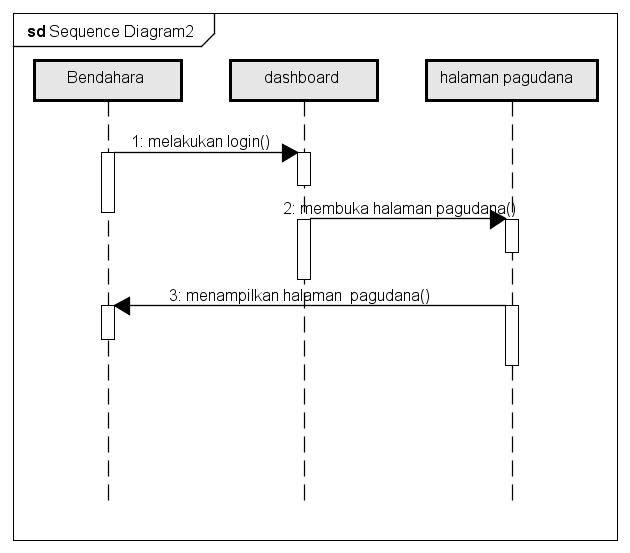 sd Sequence Diagram2
Bendahara
dashboard
halaman pagudana
1: melakukan login()
2: membuka halaman pagudana()
3: menampilkan halaman  pagudana()